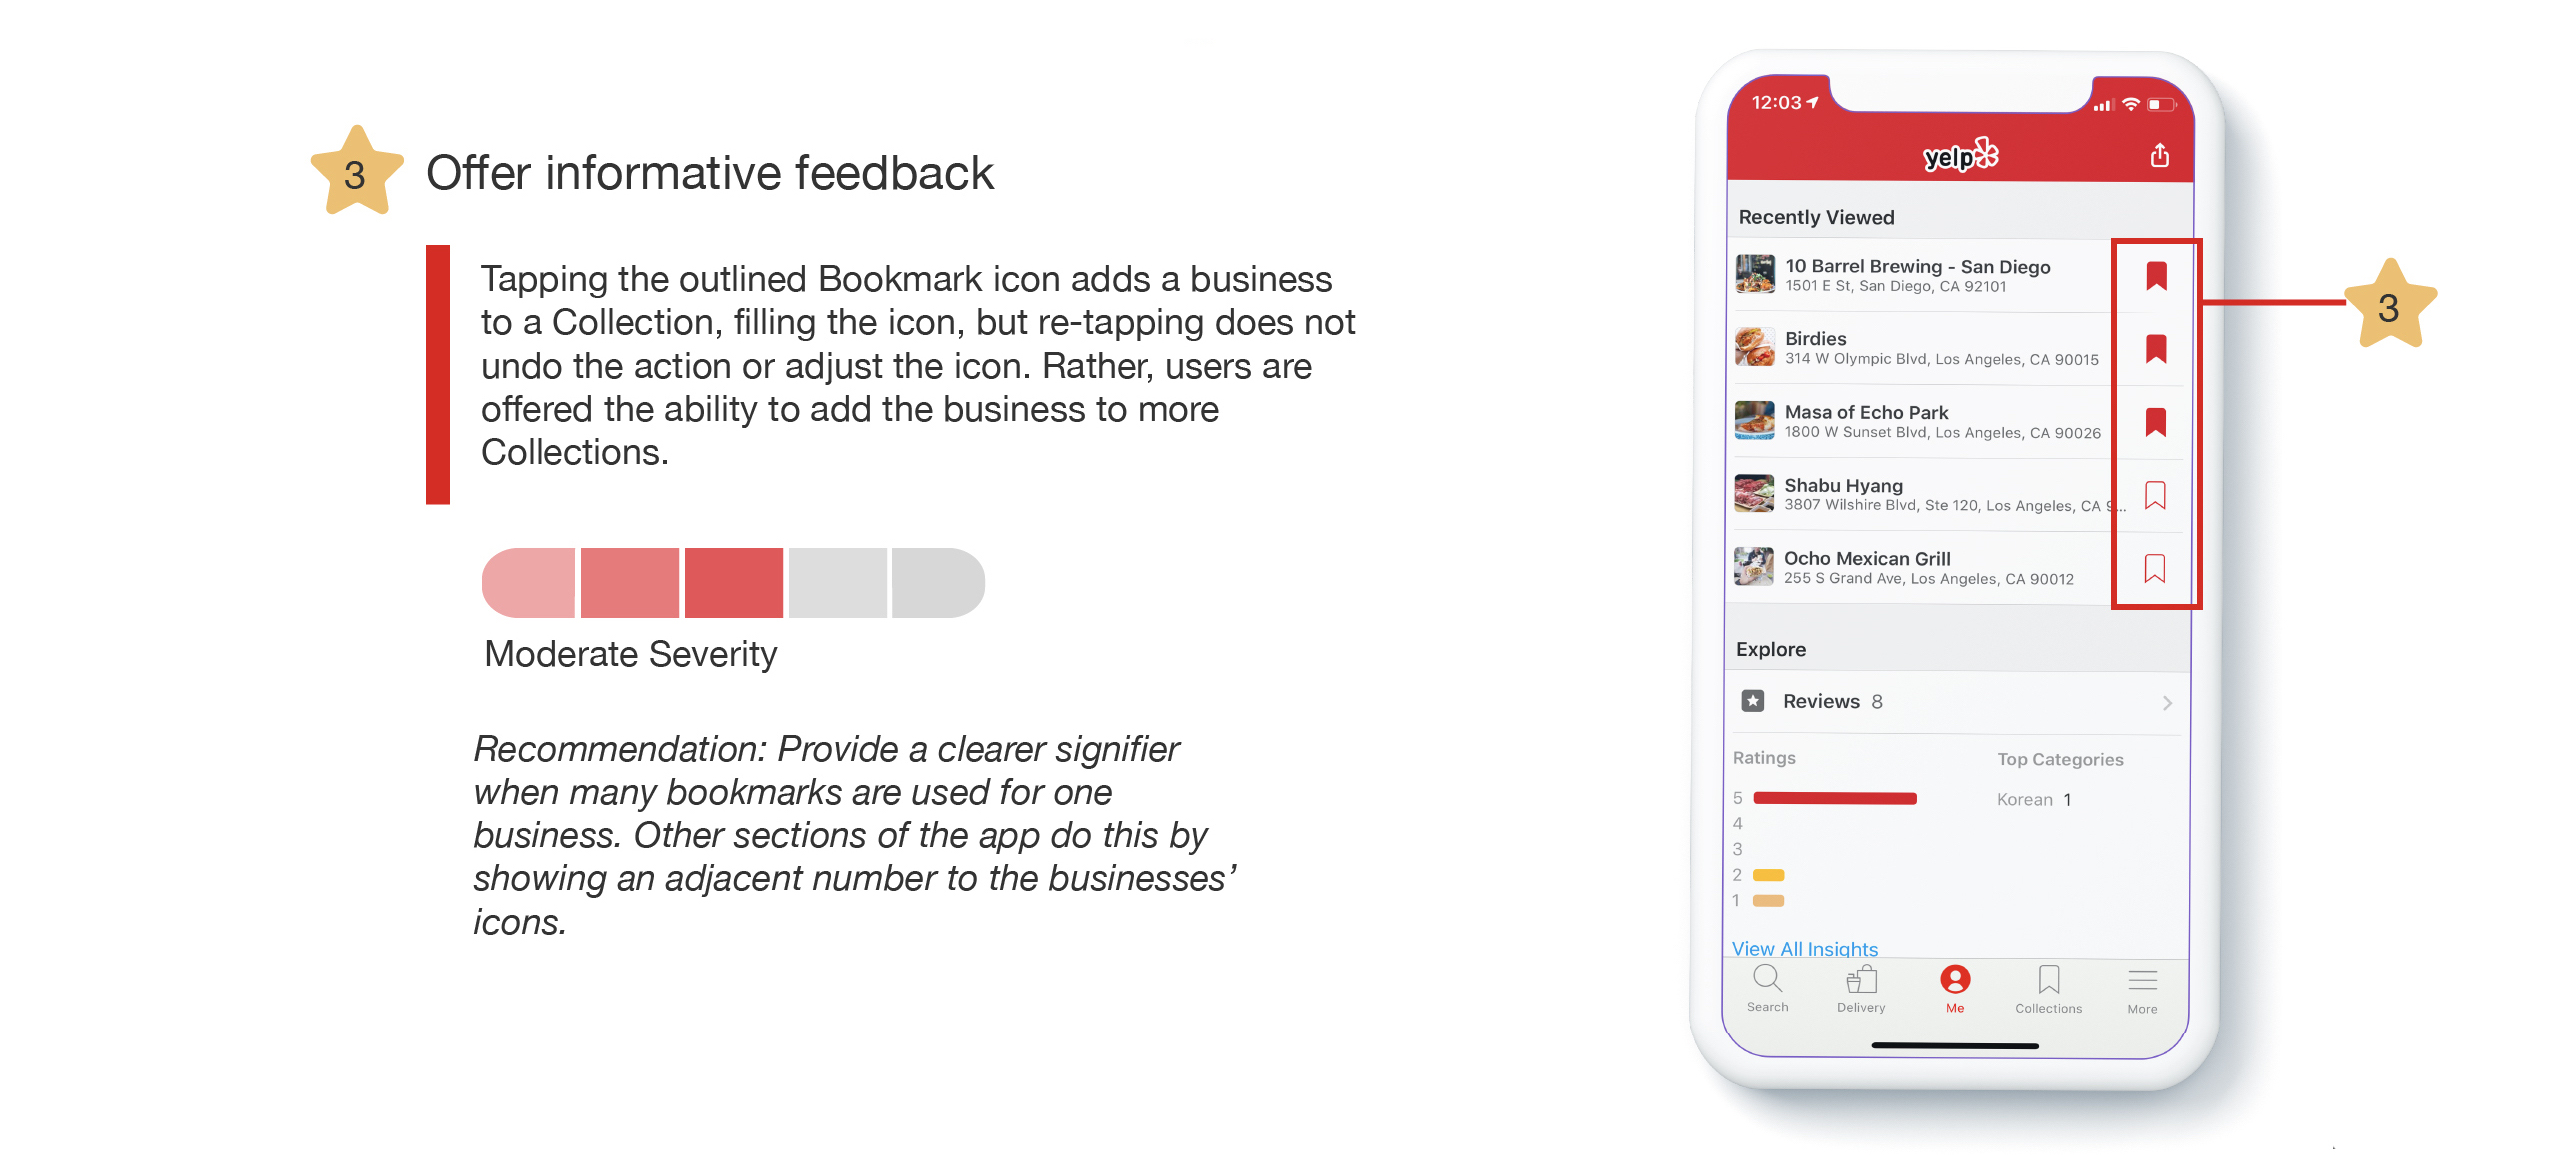 3
Offer informative feedback
Tapping the outlined Bookmark icon adds a business
to a Collection, filling the icon, but re-tapping does not
undo the action or adjust the icon. Rather, users are
offered the ability to add the business to more
Collections.
Moderate Severity
Recommendation: Provide a clearer signifier
when many bookmarks are used for one
business. Other sections of the app do this by
showing an adjacent number to the businesses’
icons.
12:03
yelp
Recently Viewed
10 Barrel Brewing - San Diego
1501 E St, San Diego, CA 92101
Birdies
314 W Olympic Blvd, Los Angeles, CA 90015
Masa of Echo Park
1800 W Sunset Blvd, Los Angeles, CA 90026
Shabu Hyang
3807 Wilshire Blvd, Ste 120, Los Angeles, CA 9...
Ocho Mexican Grill
255 S Grand Ave, Los Angeles, CA 90012
3
Explore
Reviews 8
Ratings
Top Categories
5
Korean 1
4
3
2
1
View All Insights
Search
Delivery
Me
Collections
More